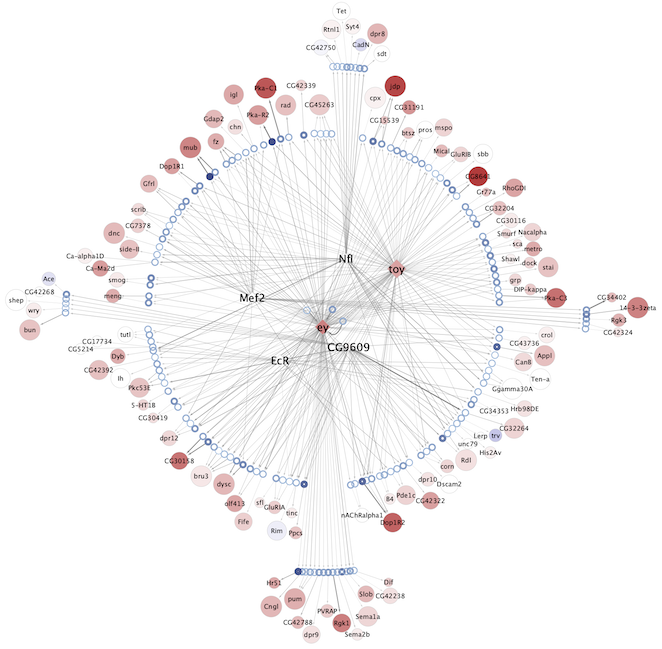 Tet
Rtnl1
Syt4
dpr8
CG42750
CadN
sdt
jdp
cpx
CG31191
CG15539
btsz
pros
mspo
Mical
GluRIB
sbb
CG8641
Gt77a
RhoGDI
CG32204
CG30116
Smurf
Nacalpha
sca
metro
Shawl
dock
stai
grp
DIP-kappa
Pka-C3
CG34402
14-3-3zeta
Rgk3
CG42324
crol
CG43736
Appl
Can8
Ten-a
Ggamma30A
Hrb98DE
CG34353
CG32264
Lerp
trv
unc79
His2Av
Rdl
corn
dpr10
Dscam2
CG42322
Pde1c
B4
nAChRalpha1
Dop1R2
Dif
Slob
CG42238
Sema1a
Sema2b
Rgk1
PVRAP
dpr9
CG42788
pum
Cngl
Hr51
Ppcs
tinc
Rim
GluRIA
sfl
Fife
olf413
dysc
bru3
CG30158
dpr12
CG30419
5-HT1B
Pkc53E
Ih
CG42392
Dyb
CG5214
CG17734
tutl
bun
wry
shep
CG42268
Ace
meng
smog
Ca-Ma2d
Ca-alpha1D
side-II
dnc
CG7378
scrib
Gfrl
Dop1R1
mub
fz
Gdap2
chn
igl
Pka-R2
Pka-C1
rad
CG42339
CG45263
Nfl
toy
Mef2
ey
CG9609
EcR